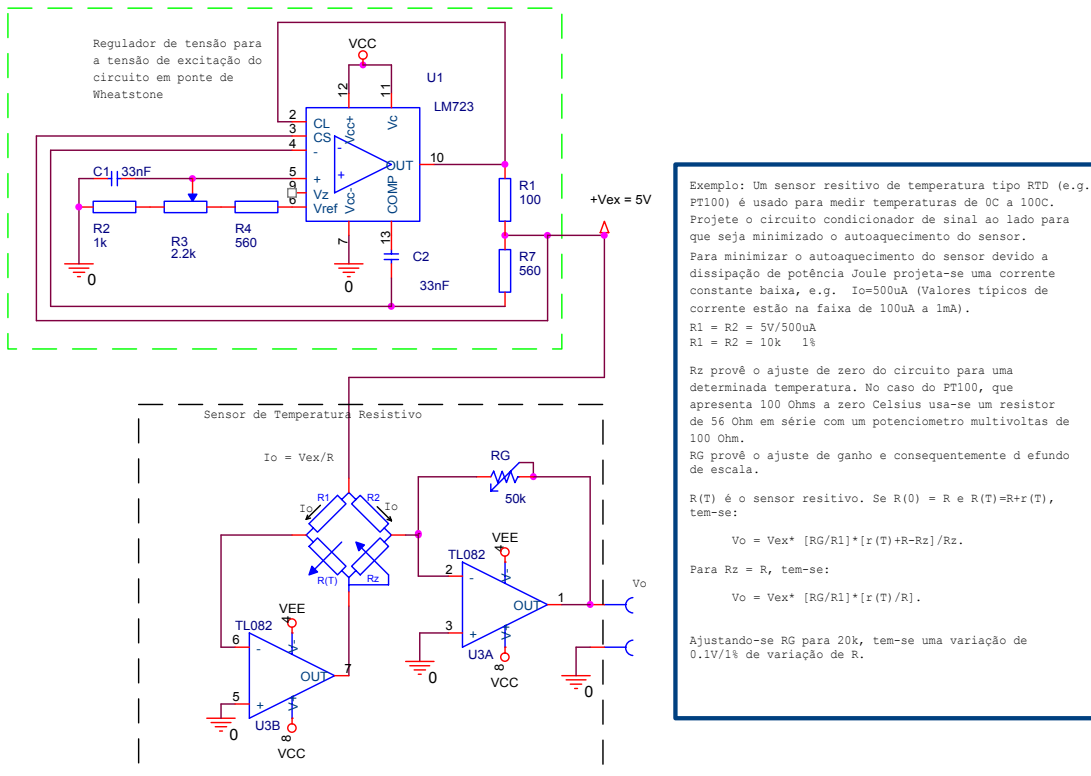 Regulador de tensão para
a tensão de excitação do
circuito em ponte de
Wheatstone
VCC
U1
LM723
12
11
Vcc+
Vc
2
CL
3
CS
4
-
-
+
5
+
9
Vz
6
Vref
Vcc-
COMP
OUT
10
7
13
0
C1
33nF
R2
1k
R3
2.2k
R4
560
0
C2
33nF
R1
100
R7
560
+Vex = 5V
Sensor de Temperatura Resistivo
Io = Vex/R
R1
R2
Io
Io
R(T)
Rz
RG
50k
TL082
VEE
4
V-
2
-
3
+
OUT
1
V+
8
U3A
VCC
0
Vo
0
TL082
VEE
4
V-
6
-
5
+
OUT
7
V+
8
U3B
VCC
0
Exemplo: Um sensor resitivo de temperatura tipo RTD (e.g.
PT100) é usado para medir temperaturas de 0C a 100C.
Projete o circuito condicionador de sinal ao lado para
que seja minimizado o autoaquecimento do sensor.
Para minimizar o autoaquecimento do sensor devido a
dissipação de potência Joule projeta-se uma corrente
constante baixa, e.g. Io=500uA (Valores tipicos de
corrente estão na faixa de 100uA a 1mA).
R1 = R2 = 5V/500uA
R1 = R2 = 10k 1%
Rz provê o ajuste de zero do circuito para uma
determinada temperatura. No caso do PT100, que
apresenta 100 Ohms a zero Celsius usa-se um resistor
de 56 Ohm em série com um potenciometro multivoltas de
100 Ohm.
RG provê o ajuste de ganho e consequentemente d efundo
de escala.
R(T) é o sensor resitivo. Se R(0) = R e R(T)=R+r(T),
tem-se:
Vo = Vex* [RG/R1]*[r(T)+R-Rz]/Rz.
Para Rz = R, tem-se:
Vo = Vex* [RG/R1]*[r(T)/R].
Ajustando-se RG para 20k, tem-se uma variação de
0.1V/1% de variação de R.